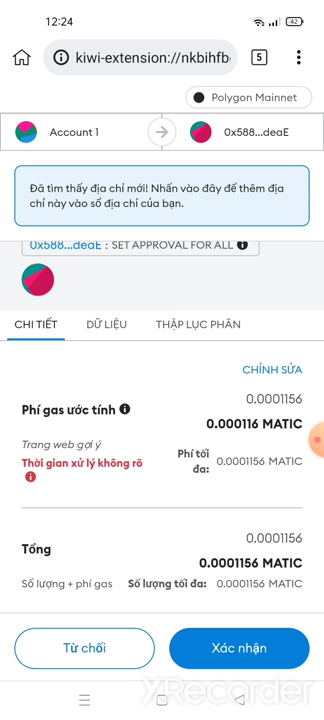 12:24
42
kiwi-extension://nkbihfb
5
Polygon Mainnet
Account 1
0x588...deaE
Đã tìm thấy địa chỉ mới! Nhấn vào đây để thêm địa
chỉ này vào sổ địa chỉ của bạn.
0x588...deaE : SET APPROVAL FOR ALL
CHI TIẾT
DỮ LIỆU
THẬP LỤC PHÂN
CHỈNH SỬA
0.0001156
Phí gas ước tính
0.000116 MATIC
Trang web gợi ý
Thời gian xử lý không rõ
Phí tối
đa:
0.0001156 MATIC
0.0001156
Tổng
0.0001156 MATIC
Số lượng + phí gas
Số lượng tối đa:
0.0001156 MATIC
Từ chối
Xác nhận
XRecorder